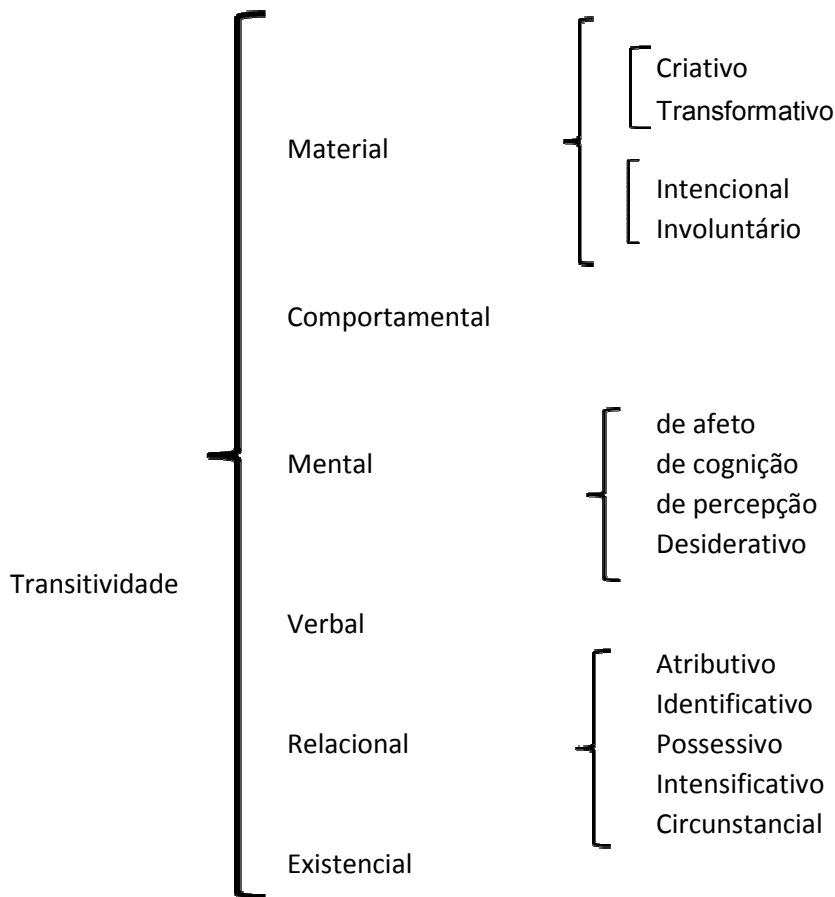 Transitividade
Material
Criativo
Transformativo
Intencional
Involuntário
Comportamental
Mental
de afeto
de cognição
de percepção
Desiderativo
Verbal
Relacional
Atributivo
Identificativo
Possessivo
Intensificativo
Circunstancial
Existencial